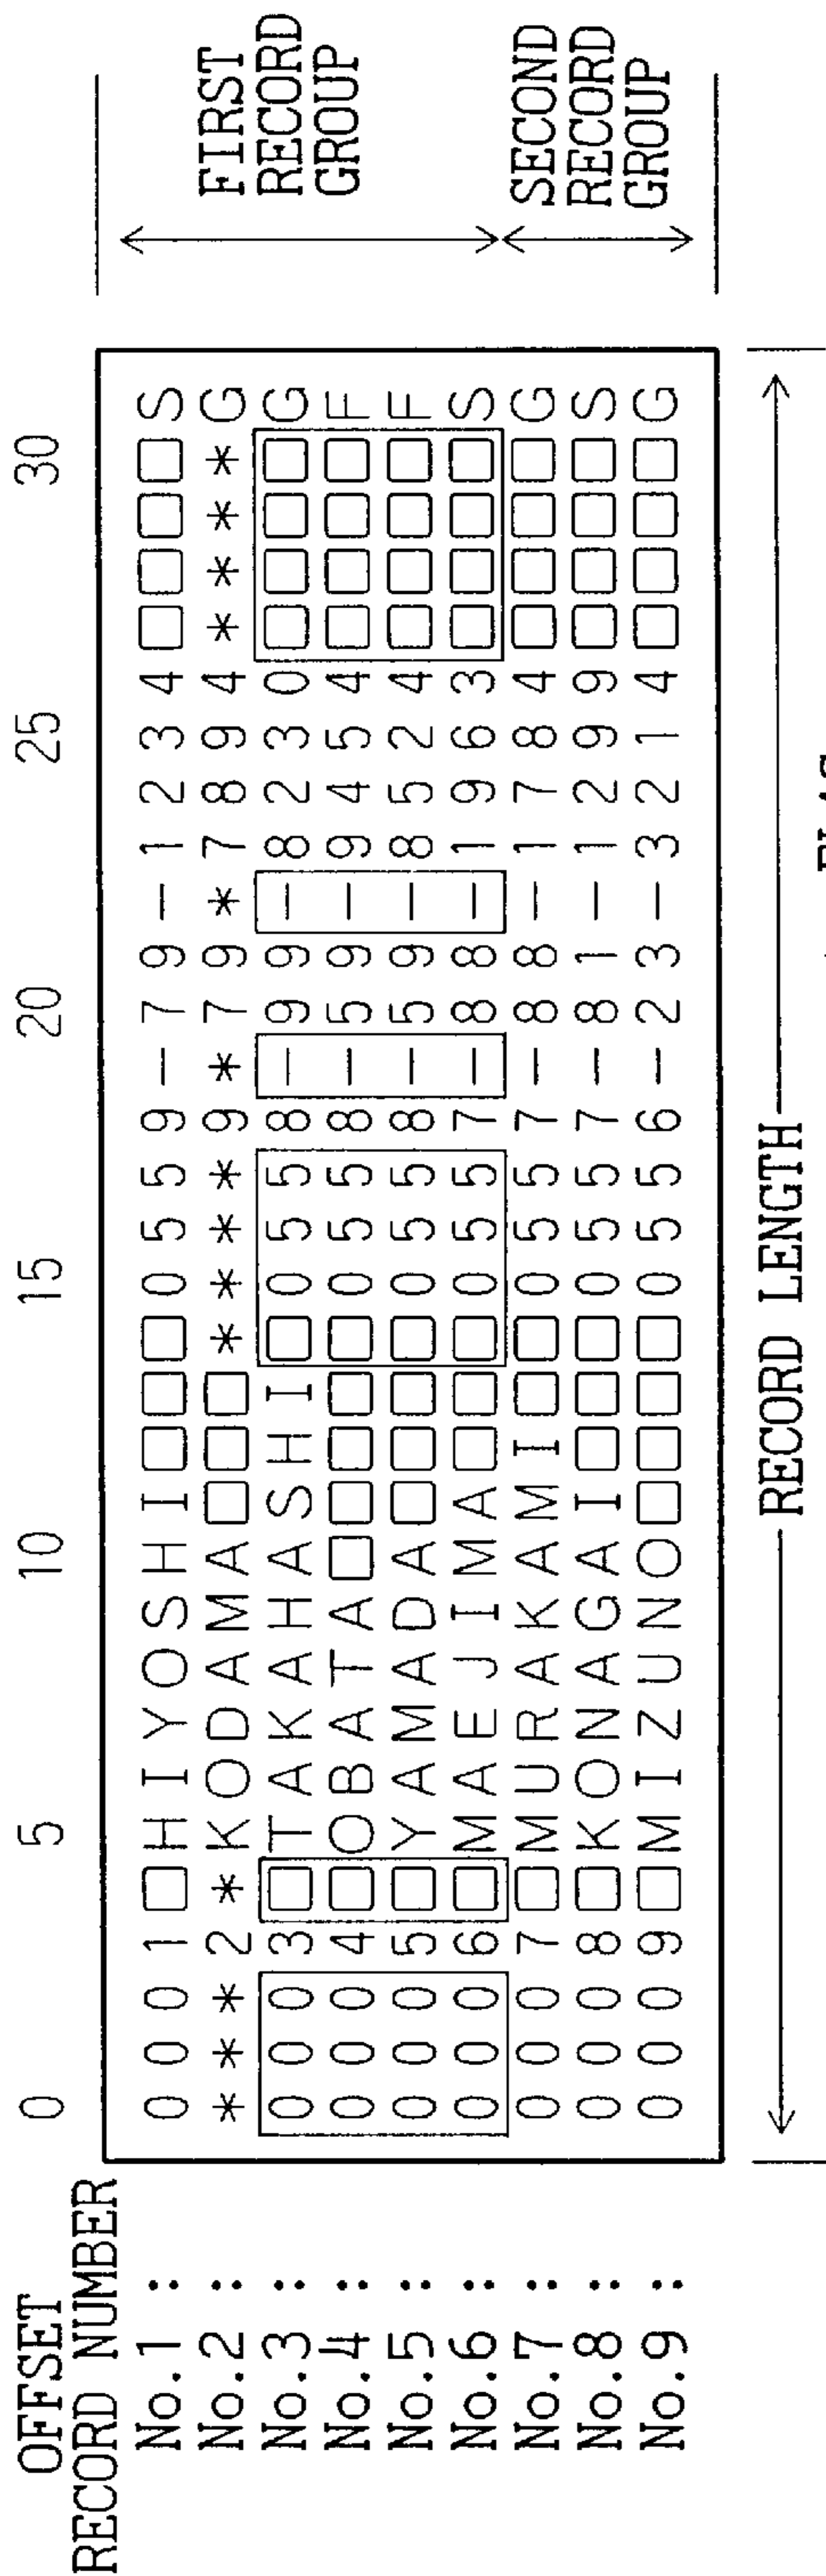 OFFSET 0 5 10 15 20 25 30
RECORD NUMBER
No.1 : 0001□HIYOSHI□□□0559-79-1234□□□□S
No.2 : ***2*KODAMA□□□****9*79*7894****G
No.3 : 0003□TAKAHASHI□0558-99-8230□□□□G
No.4 : 0004□OBATA□□□□□0558-59-9454□□□□F
No.5 : 0005□YAMADA□□□□0558-59-8524□□□□F
No.6 : 0006□MAEJIMA□□□0557-88-1963□□□□S
No.7 : 0007□MURAKAMI□□0557-88-1784□□□□G
No.8 : 0008□KONAGAI□□□0557-81-1299□□□□S
No.9 : 0009□MIZUNO□□□□0556-23-3214□□□□G
FIRST
RECORD
GROUP
SECOND
RECORD
GROUP
RECORD LENGTH